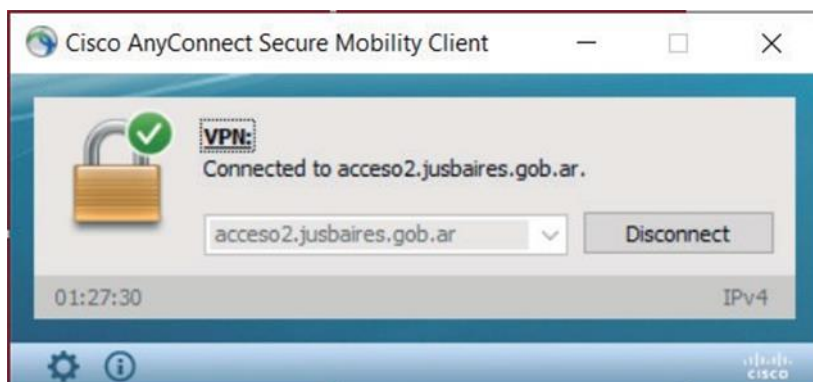 Cisco AnyConnect Secure Mobility Client
VPN:
Connected to acceso2.jusbaires.gob.ar.
acceso2.jusbaires.gob.ar
Disconnect
01:27:30
IPv4
CISCO